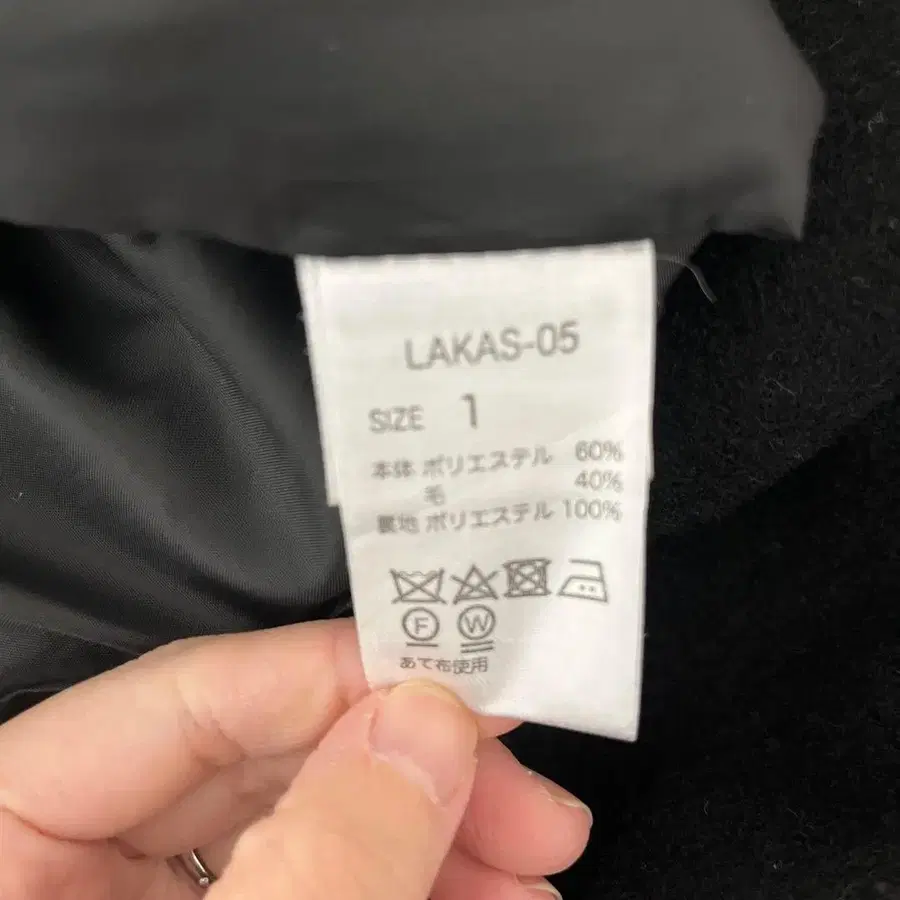 LAKAS-05
SIZE 1
本体 ポリエステル 60%
毛 40%
裏地 ポリエステル 100%
F W
あて布使用